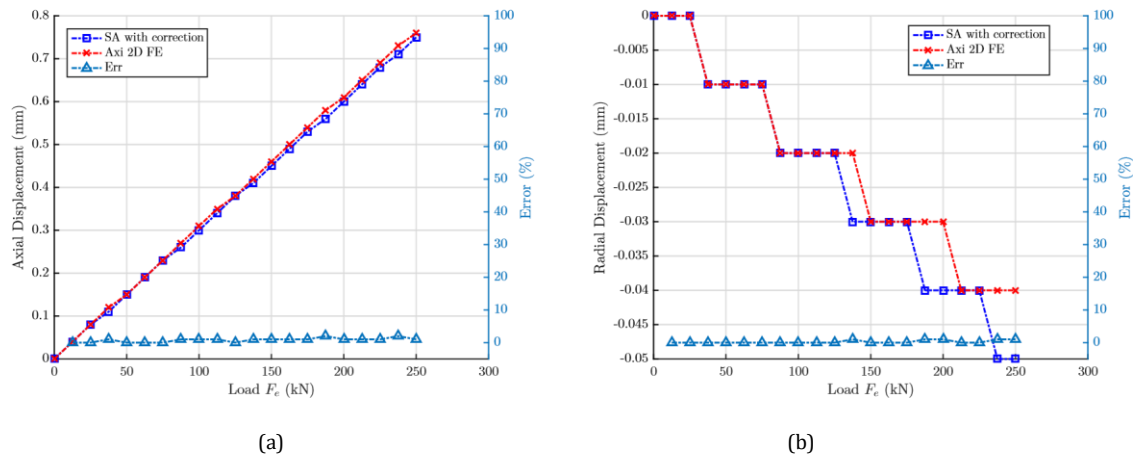 SA with correction
Axi 2D FE
Err
0.8
0.7
0.6
0.5
0.4
0.3
0.2
0.1
0
Axial Displacement (mm)
0 50 100 150 200 250 300
Load Fe (kN)
100
90
80
70
60
50
40
30
20
10
0
Error (%)
(a)
SA with correction
Axi 2D FE
Err
0
-0.005
-0.01
-0.015
-0.02
-0.025
-0.03
-0.035
-0.04
-0.045
-0.05
Radial Displacement (mm)
0 50 100 150 200 250 300
Load Fe (kN)
100
90
80
70
60
50
40
30
20
10
0
Error (%)
(b)